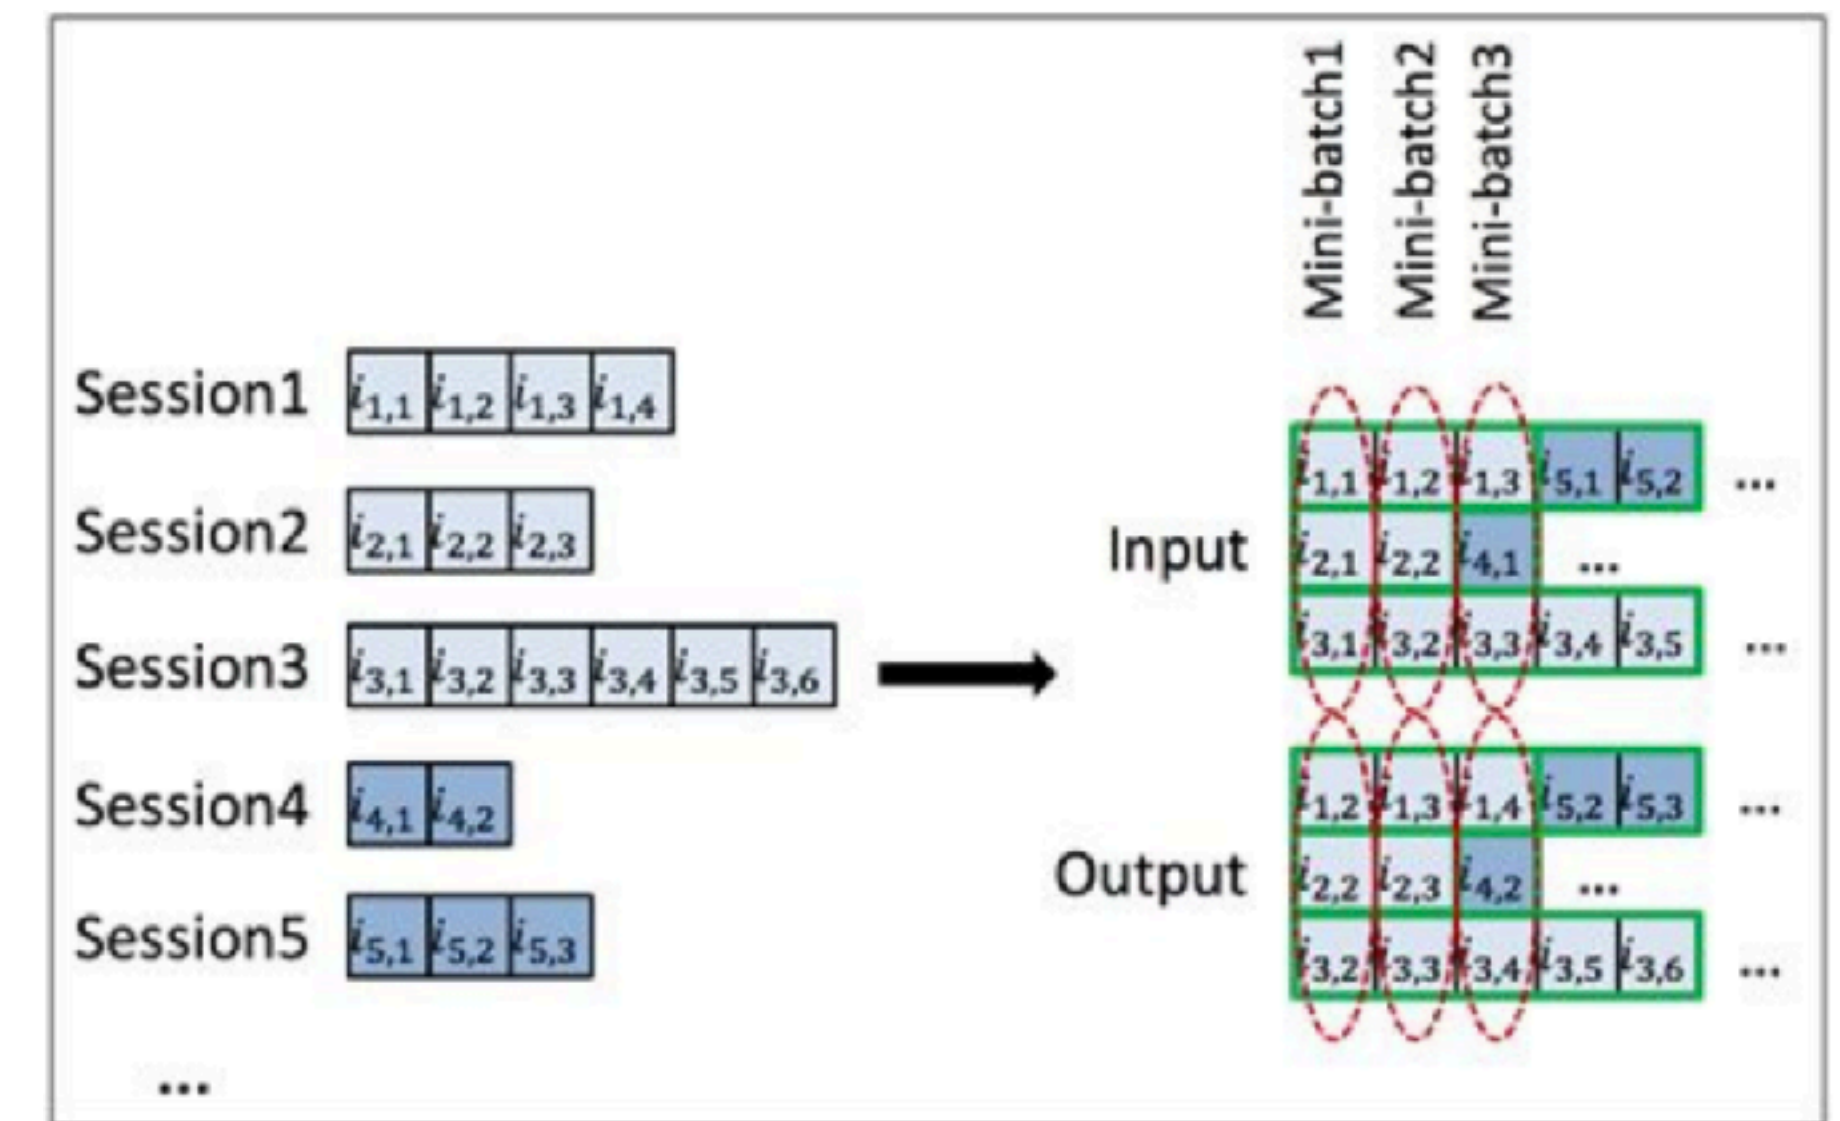 Mini-batch1
Mini-batch2
Mini-batch3
Session1 i1,1 i1,2 i1,3 i1,4
Session2 i2,1 i2,2 i2,3
Session3 i3,1 i3,2 i3,3 i3,4 i3,5 i3,6
Session4 i4,1 i4,2
Session5 i5,1 i5,2 i5,3
...
Input
i1,1 i1,2 i1,3 i5,1 i5,2 ...
i2,1 i2,2 i4,1 ...
i3,1 i3,2 i3,3 i3,4 i3,5 ...
Output
i1,2 i1,3 i1,4 i5,2 i5,3 ...
i2,2 i2,3 i4,2 ...
i3,2 i3,3 i3,4 i3,5 i3,6 ...